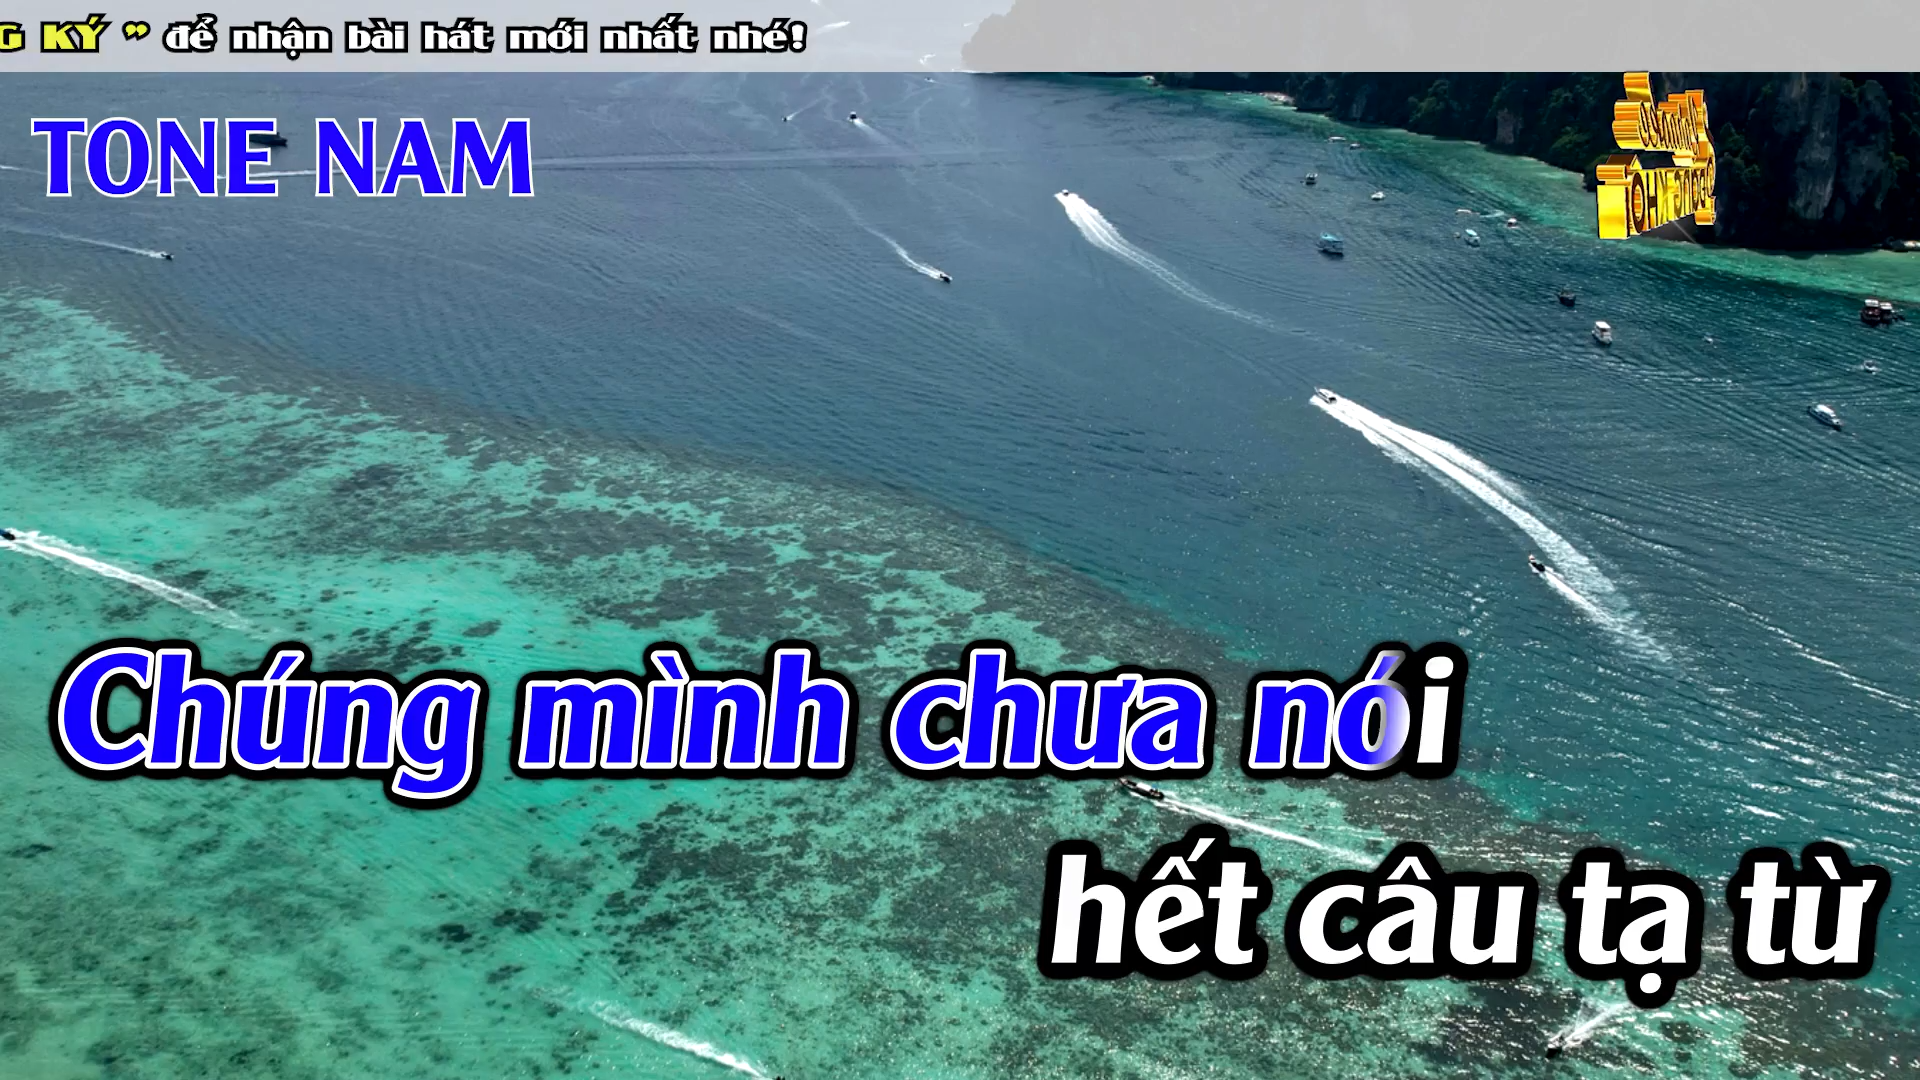 G KÝ ” để nhận bài hát mới nhất nhé!
TONE NAM
Chúng mình chưa nói
hết câu tạ từ